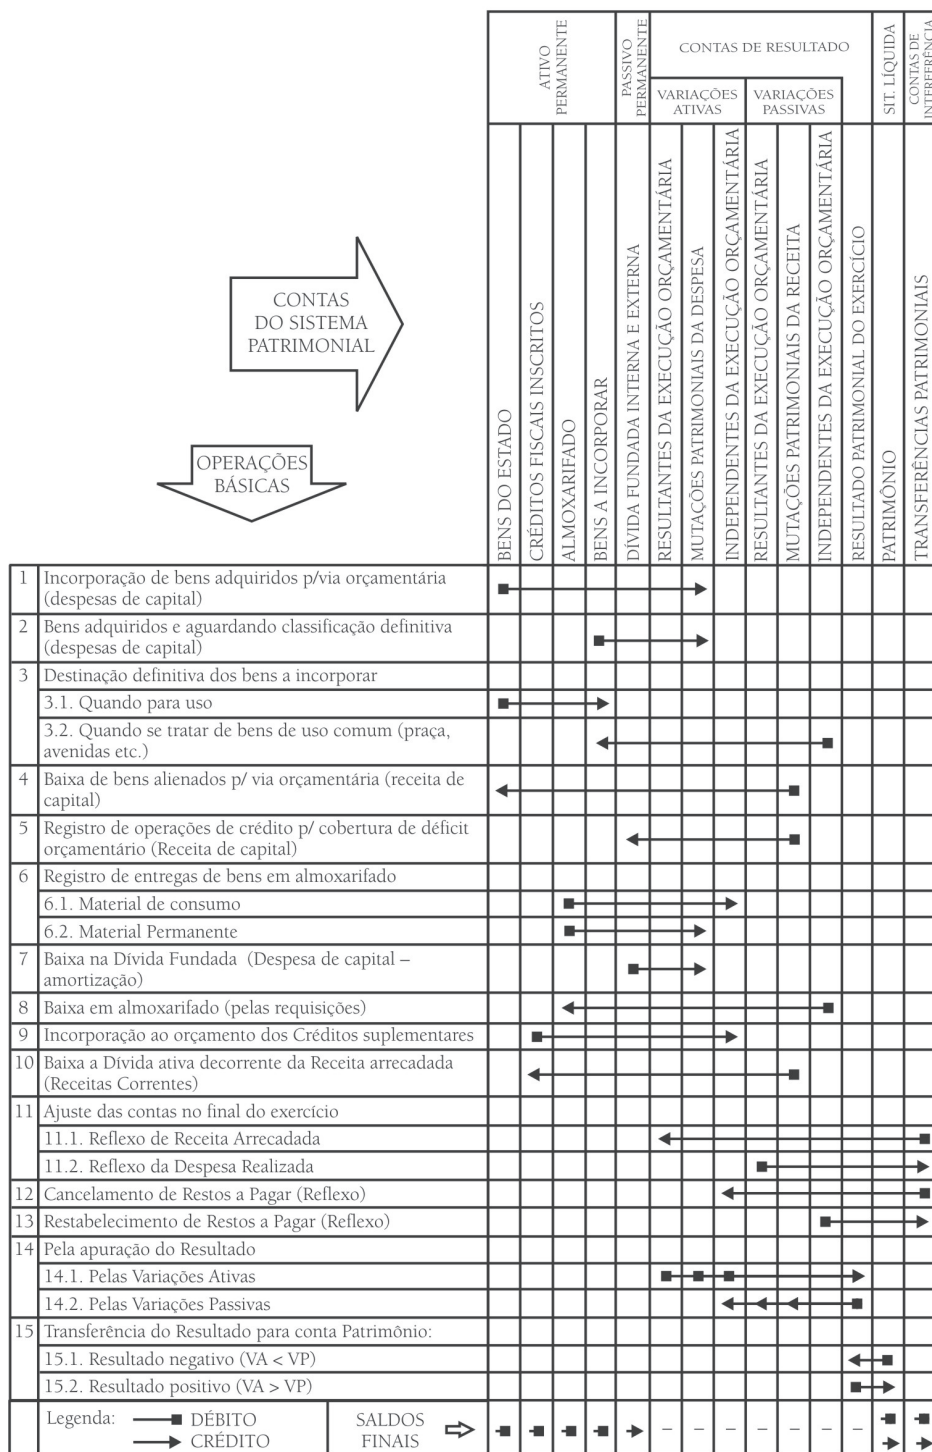 ATIVO
PERMANENTE
PASSIVO
PERMANENTE
CONTAS DE RESULTADO
VARIAÇÕES
ATIVAS
VARIAÇÕES
PASSIVAS
SIT. LÍQUIDA
CONTAS DE
INTERFERÊNCIA
CONTAS
DO SISTEMA
PATRIMONIAL
OPERAÇÕES
BÁSICAS
BENS DO ESTADO
CRÉDITOS FISCAIS INSCRITOS
ALMOXARIFADO
BENS A INCORPORAR
DÍVIDA FUNDADA INTERNA E EXTERNA
RESULTANTES DA EXECUÇÃO ORÇAMENTÁRIA
MUTAÇÕES PATRIMONIAIS DA DESPESA
INDEPENDENTES DA EXECUÇÃO ORÇAMENTÁRIA
RESULTANTES DA EXECUÇÃO ORÇAMENTÁRIA
MUTAÇÕES PATRIMONIAIS DA RECEITA
INDEPENDENTES DA EXECUÇÃO ORÇAMENTÁRIA
RESULTADO PATRIMONIAL DO EXERCÍCIO
PATRIMÔNIO
TRANSFERÊNCIAS PATRIMONIAIS
1 Incorporação de bens adquiridos p/via orçamentária
(despesas de capital)
2 Bens adquiridos e aguardando classificação definitiva
(despesas de capital)
3 Destinação definitiva dos bens a incorporar
3.1. Quando para uso
3.2. Quando se tratar de bens de uso comum (praça,
avenidas etc.)
4 Baixa de bens alienados p/ via orçamentária (receita de
capital)
5 Registro de operações de crédito p/ cobertura de déficit
orçamentário (Receita de capital)
6 Registro de entregas de bens em almoxarifado
6.1. Material de consumo
6.2. Material Permanente
7 Baixa na Dívida Fundada (Despesa de capital –
amortização)
8 Baixa em almoxarifado (pelas requisições)
9 Incorporação ao orçamento dos Créditos suplementares
10 Baixa a Dívida ativa decorrente da Receita arrecadada
(Receitas Correntes)
11 Ajuste das contas no final do exercício
11.1. Reflexo de Receita Arrecadada
11.2. Reflexo da Despesa Realizada
12 Cancelamento de Restos a Pagar (Reflexo)
13 Restabelecimento de Restos a Pagar (Reflexo)
14 Pela apuração do Resultado
14.1. Pelas Variações Ativas
14.2. Pelas Variações Passivas
15 Transferência do Resultado para conta Patrimônio:
15.1. Resultado negativo (VA < VP)
15.2. Resultado positivo (VA > VP)
Legenda: DÉBITO
CRÉDITO
SALDOS
FINAIS
– – – – – – –